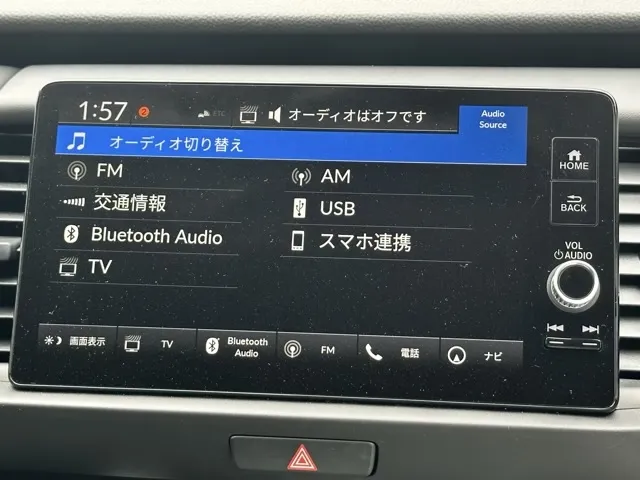 1:57 2 ETC オーディオはオフです Audio Source
オーディオ切り替え
FM AM
交通情報 USB
Bluetooth Audio スマホ連携
TV
HOME
BACK
VOL
AUDIO
画面表示 TV Bluetooth Audio FM 電話 ナビ